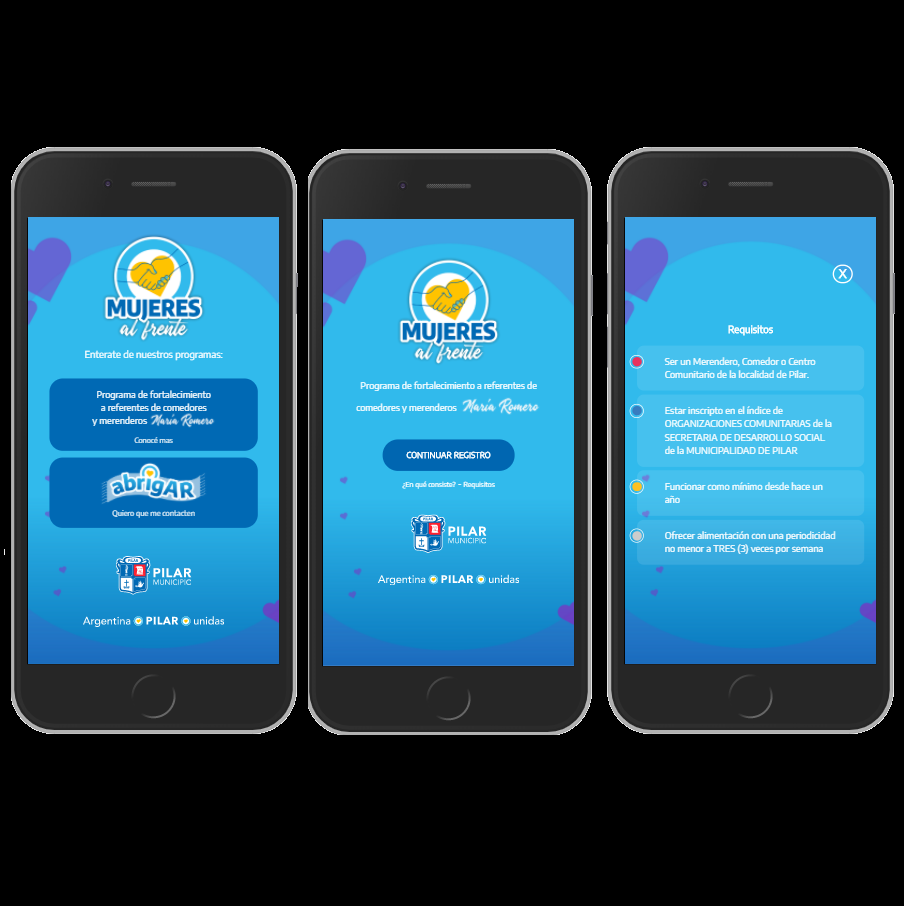 MUJERES
al frente
Enterate de nuestros programas:
Programa de fortalecimiento
a referentes de comedores
y merenderos María Romero
Conocé mas
abrigAR
Quiero que me contacten
PILAR
PILAR
MUNICIPIC
Argentina PILAR unidas
MUJERES
al frente
Programa de fortalecimiento a referentes de
comedores y merenderos María Romero
CONTINUAR REGISTRO
¿En qué consiste? – Requisitos
PILAR
PILAR
MUNICIPIC
Argentina PILAR unidas
X
Requisitos
Ser un Merendero, Comedor o Centro
Comunitario de la localidad de Pilar.
Estar inscripto en el índice de
ORGANIZACIONES COMUNITARIAS de la
SECRETARIA DE DESARROLLO SOCIAL
de la MUNICIPALIDAD DE PILAR
Funcionar como mínimo desde hace un
año
Ofrecer alimentación con una periodicidad
no menor a TRES (3) veces por semana